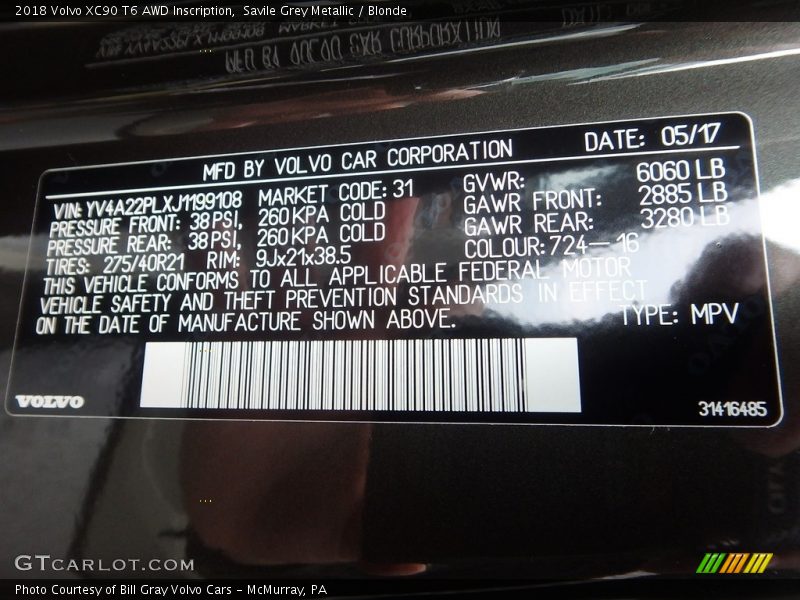 2018 Volvo XC90 T6 AWD Inscription,  Savile Grey Metallic / Blonde
MFD BY VOLVO CAR CORPORATION DATE: 05/17
VIN: YV4A22PLXJ1199108 MARKET CODE: 31 GVWR: 6060 LB
PRESSURE FRONT: 38 PSI, 260 KPA COLD GAWR FRONT: 2885 LB
PRESSURE REAR: 38 PSI, 260 KPA COLD GAWR REAR: 3280 LB
TIRES: 275/40R21 RIM: 9Jx21x38.5 COLOUR: 724-16
THIS VEHICLE CONFORMS TO ALL APPLICABLE FEDERAL MOTOR
VEHICLE SAFETY AND THEFT PREVENTION STANDARDS IN EFFECT
ON THE DATE OF MANUFACTURE SHOWN ABOVE. TYPE: MPV
VOLVO
31416485
GTCARLOT.COM
Photo Courtesy of Bill Gray Volvo Cars - McMurray, PA